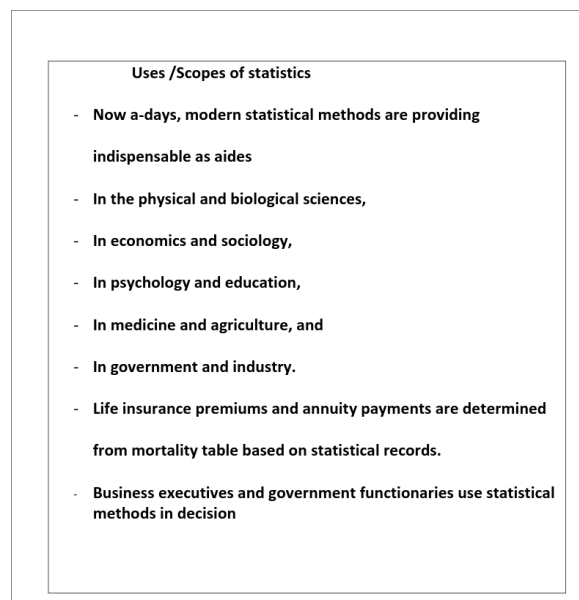 Uses /Scopes of statistics
- Now a-days, modern statistical methods are providing
indispensable as aides
- In the physical and biological sciences,
- In economics and sociology,
- In psychology and education,
- In medicine and agriculture, and
- In government and industry.
- Life insurance premiums and annuity payments are determined
from mortality table based on statistical records.
- Business executives and government functionaries use statistical
methods in decision